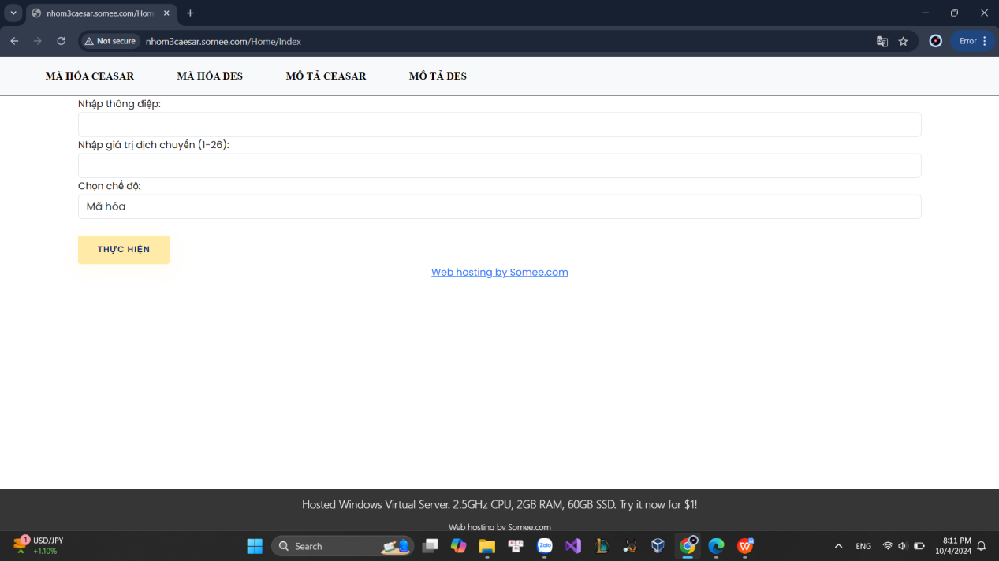 nhom3caesar.somee.com/Hom
Not secure
nhom3caesar.somee.com/Home/Index
Error
MÃ HÓA CEASAR
MÃ HÓA DES
MÔ TẢ CEASAR
MÔ TẢ DES
Nhập thông điệp:
Nhập giá trị dịch chuyển (1-26):
Chọn chế độ:
Mã hóa
THỰC HIỆN
Web hosting by Somee.com
Hosted Windows Virtual Server. 2.5GHz CPU, 2GB RAM, 60GB SSD. Try it now for $1!
Web hosting by Somee.com
1
USD/JPY
+1.10%
Search
Zalo
ENG
8:11 PM
10/4/2024